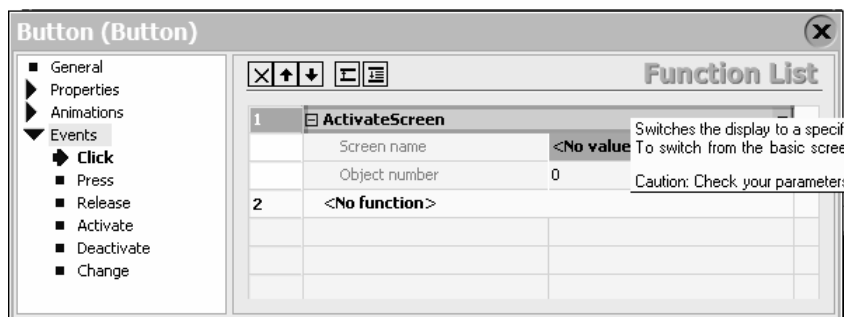 Button (Button)
General
Properties
Animations
Events
Click
Press
Release
Activate
Deactivate
Change
Function List
1 ActivateScreen
Screen name <No value
Object number 0
2 <No function>
Switches the display to a specif
To switch from the basic scree
Caution: Check your parameters